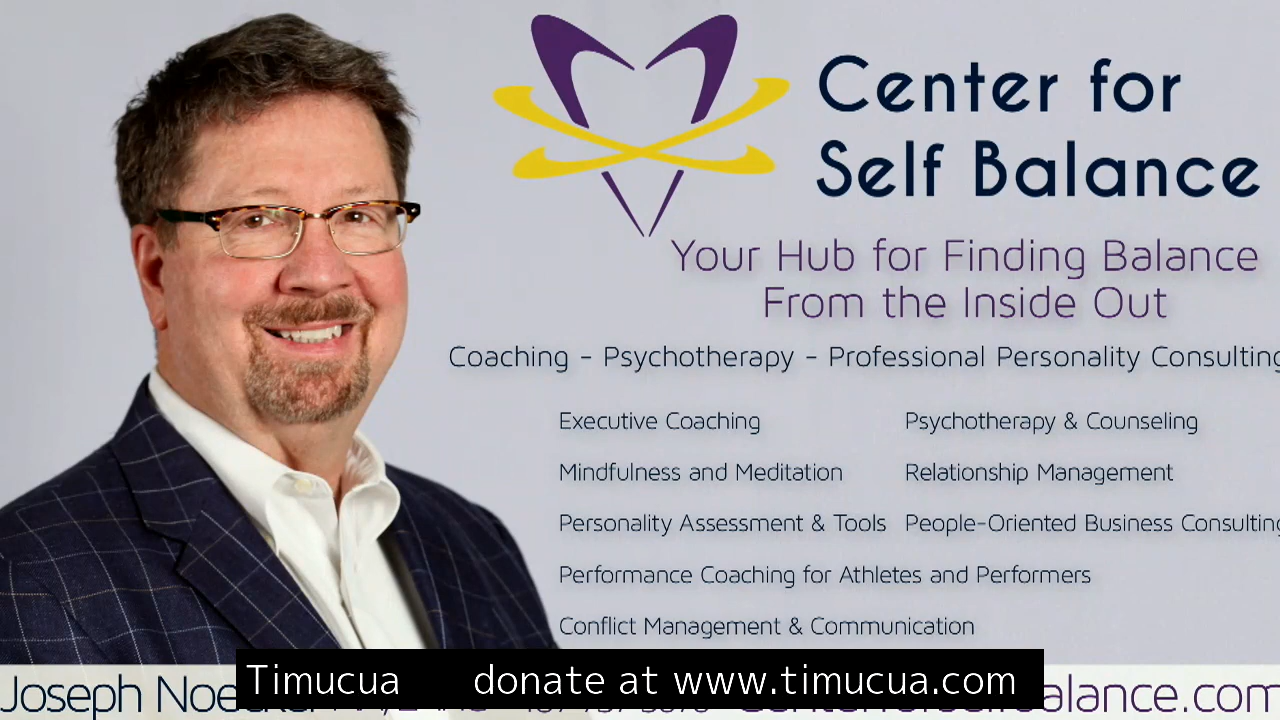 Center for
Self Balance
Your Hub for Finding Balance
From the Inside Out
Coaching - Psychotherapy - Professional Personality Consulting
Executive Coaching
Psychotherapy & Counseling
Mindfulness and Meditation
Relationship Management
Personality Assessment & Tools
People-Oriented Business Consulting
Performance Coaching for Athletes and Performers
Conflict Management & Communication
Joseph
balance.com
Timucua donate at www.timucua.com